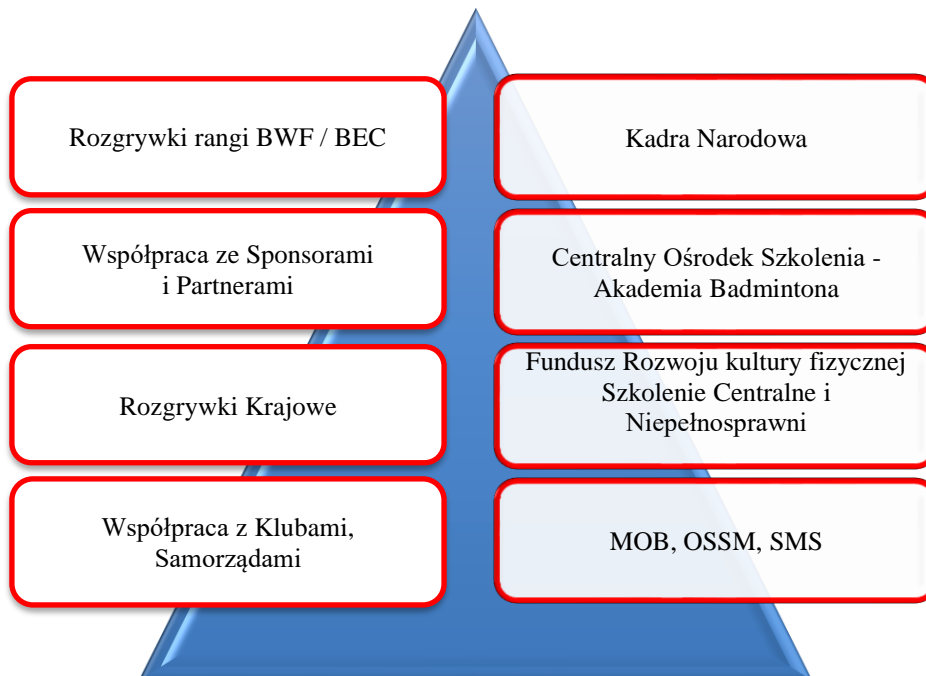 Rozgrywki rangi BWF / BEC
Kadra Narodowa
Współpraca ze Sponsorami
i Partnerami
Centralny Ośrodek Szkolenia -
Akademia Badmintona
Rozgrywki Krajowe
Fundusz Rozwoju kultury fizycznej
Szkolenie Centralne i
Niepełnosprawni
Współpraca z Klubami,
Samorządami
MOB, OSSM, SMS